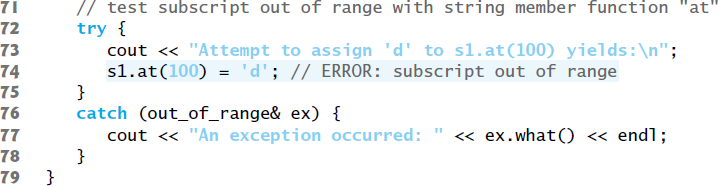 71 // test subscript out of range with string member function "at"
72 try {
73 cout << "Attempt to assign 'd' to s1.at(100) yields:\n";
74 s1.at(100) = 'd'; // ERROR: subscript out of range
75 }
76 catch (out_of_range& ex) {
77 cout << "An exception occurred: " << ex.what() << endl;
78 }
79 }